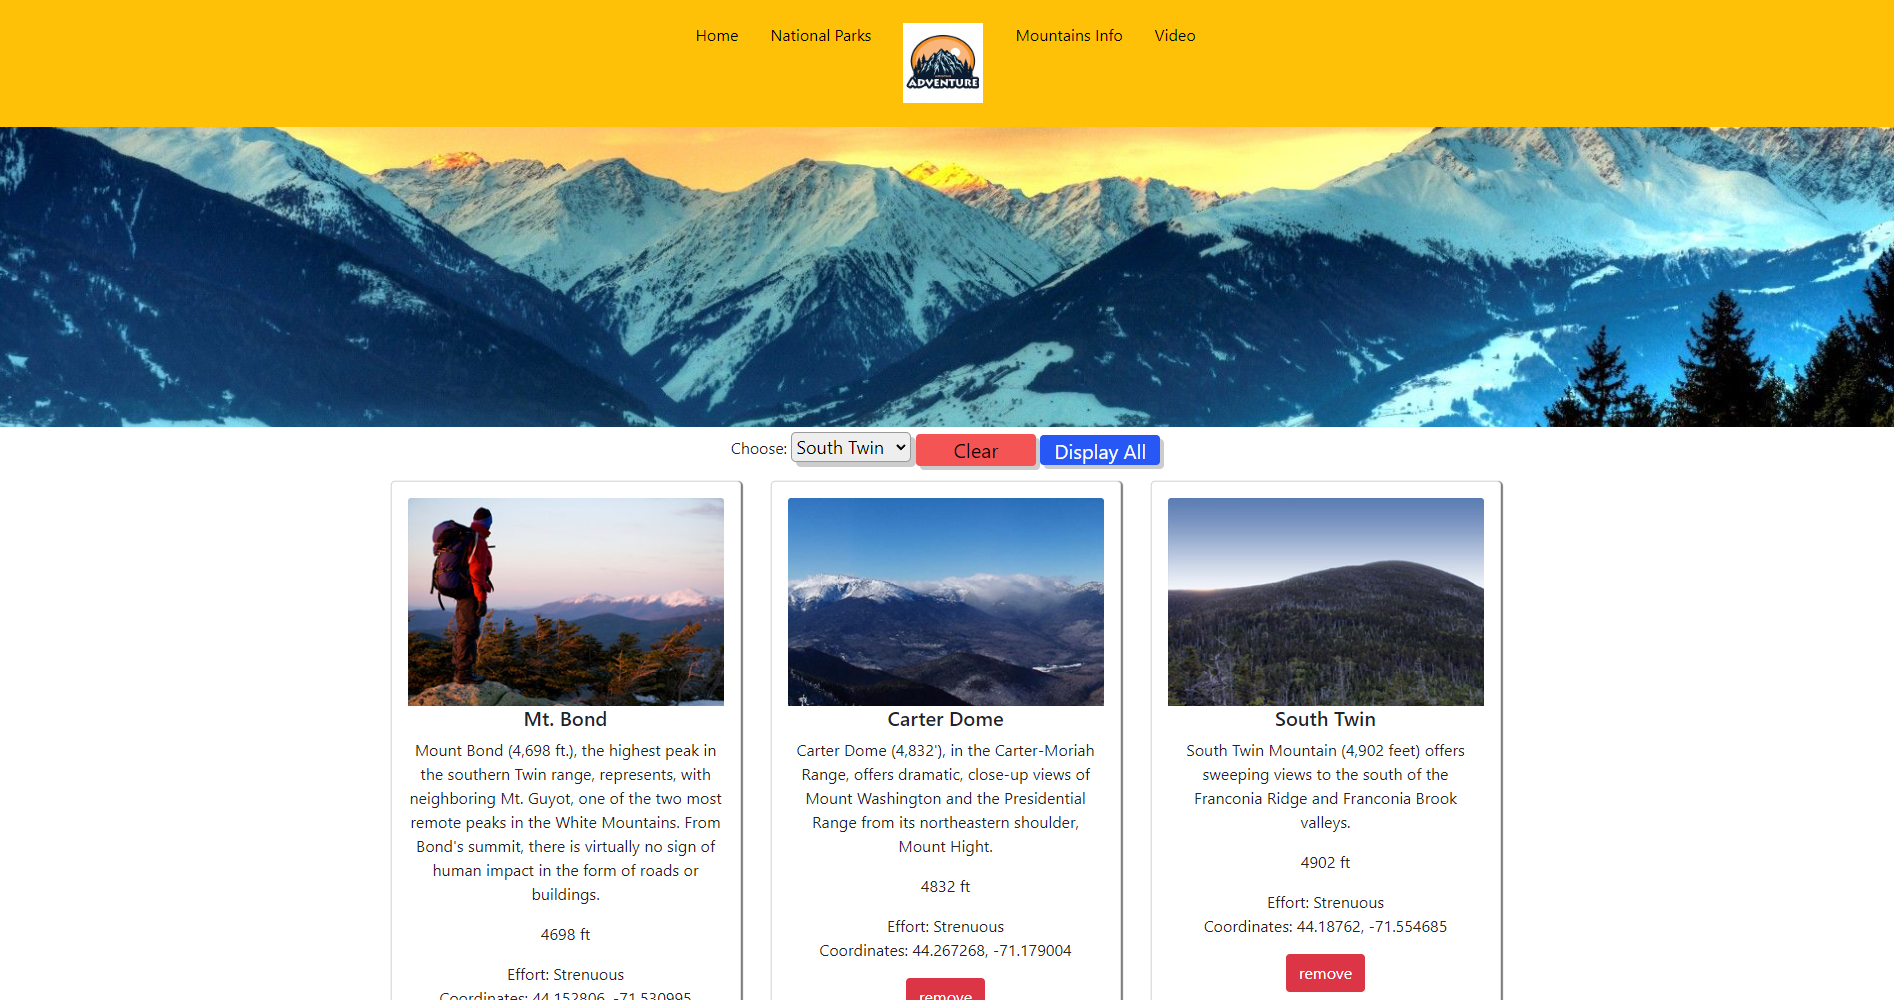 Home National Parks Mountains Info Video
ADVENTURE
Choose: South Twin Clear Display All
Mt. Bond
Mount Bond (4,698 ft.), the highest peak in
the southern Twin range, represents, with
neighboring Mt. Guyot, one of the two most
remote peaks in the White Mountains. From
Bond's summit, there is virtually no sign of
human impact in the form of roads or
buildings.
4698 ft
Effort: Strenuous
Coordinates: 44.152806, -71.530995
Carter Dome
Carter Dome (4,832'), in the Carter-Moriah
Range, offers dramatic, close-up views of
Mount Washington and the Presidential
Range from its northeastern shoulder,
Mount Hight.
4832 ft
Effort: Strenuous
Coordinates: 44.267268, -71.179004
remove
South Twin
South Twin Mountain (4,902 feet) offers
sweeping views to the south of the
Franconia Ridge and Franconia Brook
valleys.
4902 ft
Effort: Strenuous
Coordinates: 44.18762, -71.554685
remove